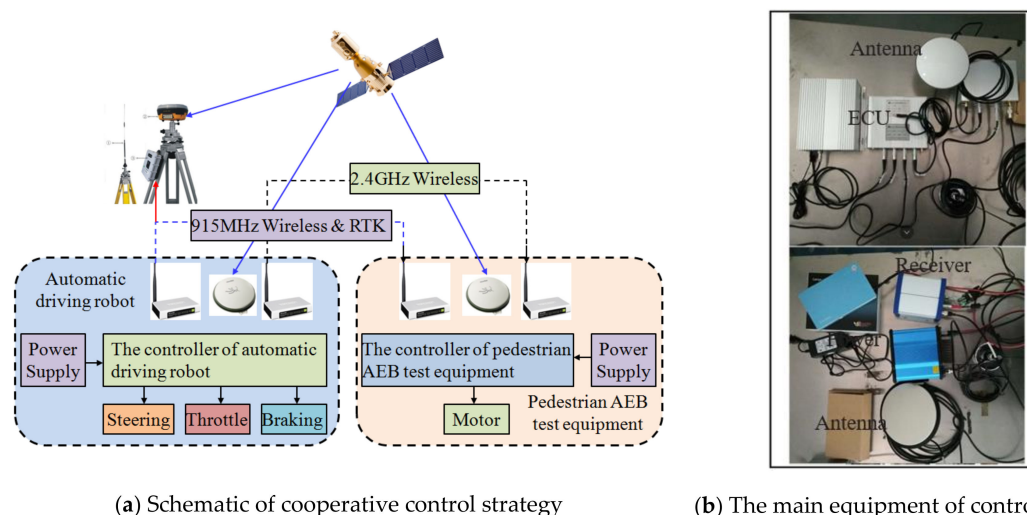 2.4GHz Wireless
915MHz Wireless & RTK
Automatic
driving robot
Power
Supply
The controller of automatic
driving robot
Steering
Throttle
Braking
The controller of pedestrian
AEB test equipment
Power
Supply
Motor
Pedestrian AEB
test equipment
(a) Schematic of cooperative control strategy
Antenna
ECU
Receiver
Antenna
(b) The main equipment of contro